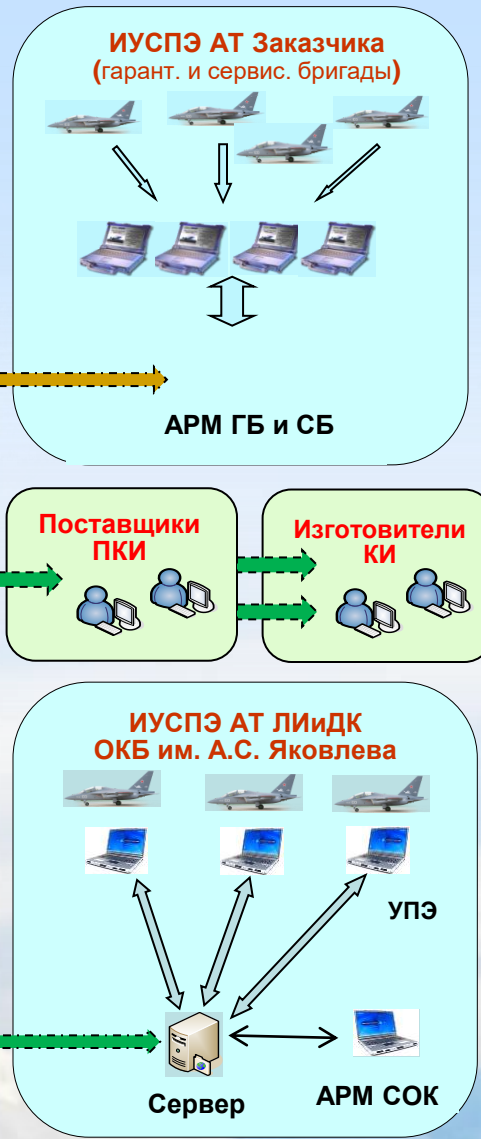 ИУСПЭ АТ Заказчика
(гарант. и сервис. бригады)
АРМ ГБ и СБ
Поставщики
ПКИ
Изготовители
КИ
ИУСПЭ АТ ЛИиДК
ОКБ им. А.С. Яковлева
УПЭ
Сервер
АРМ СОК